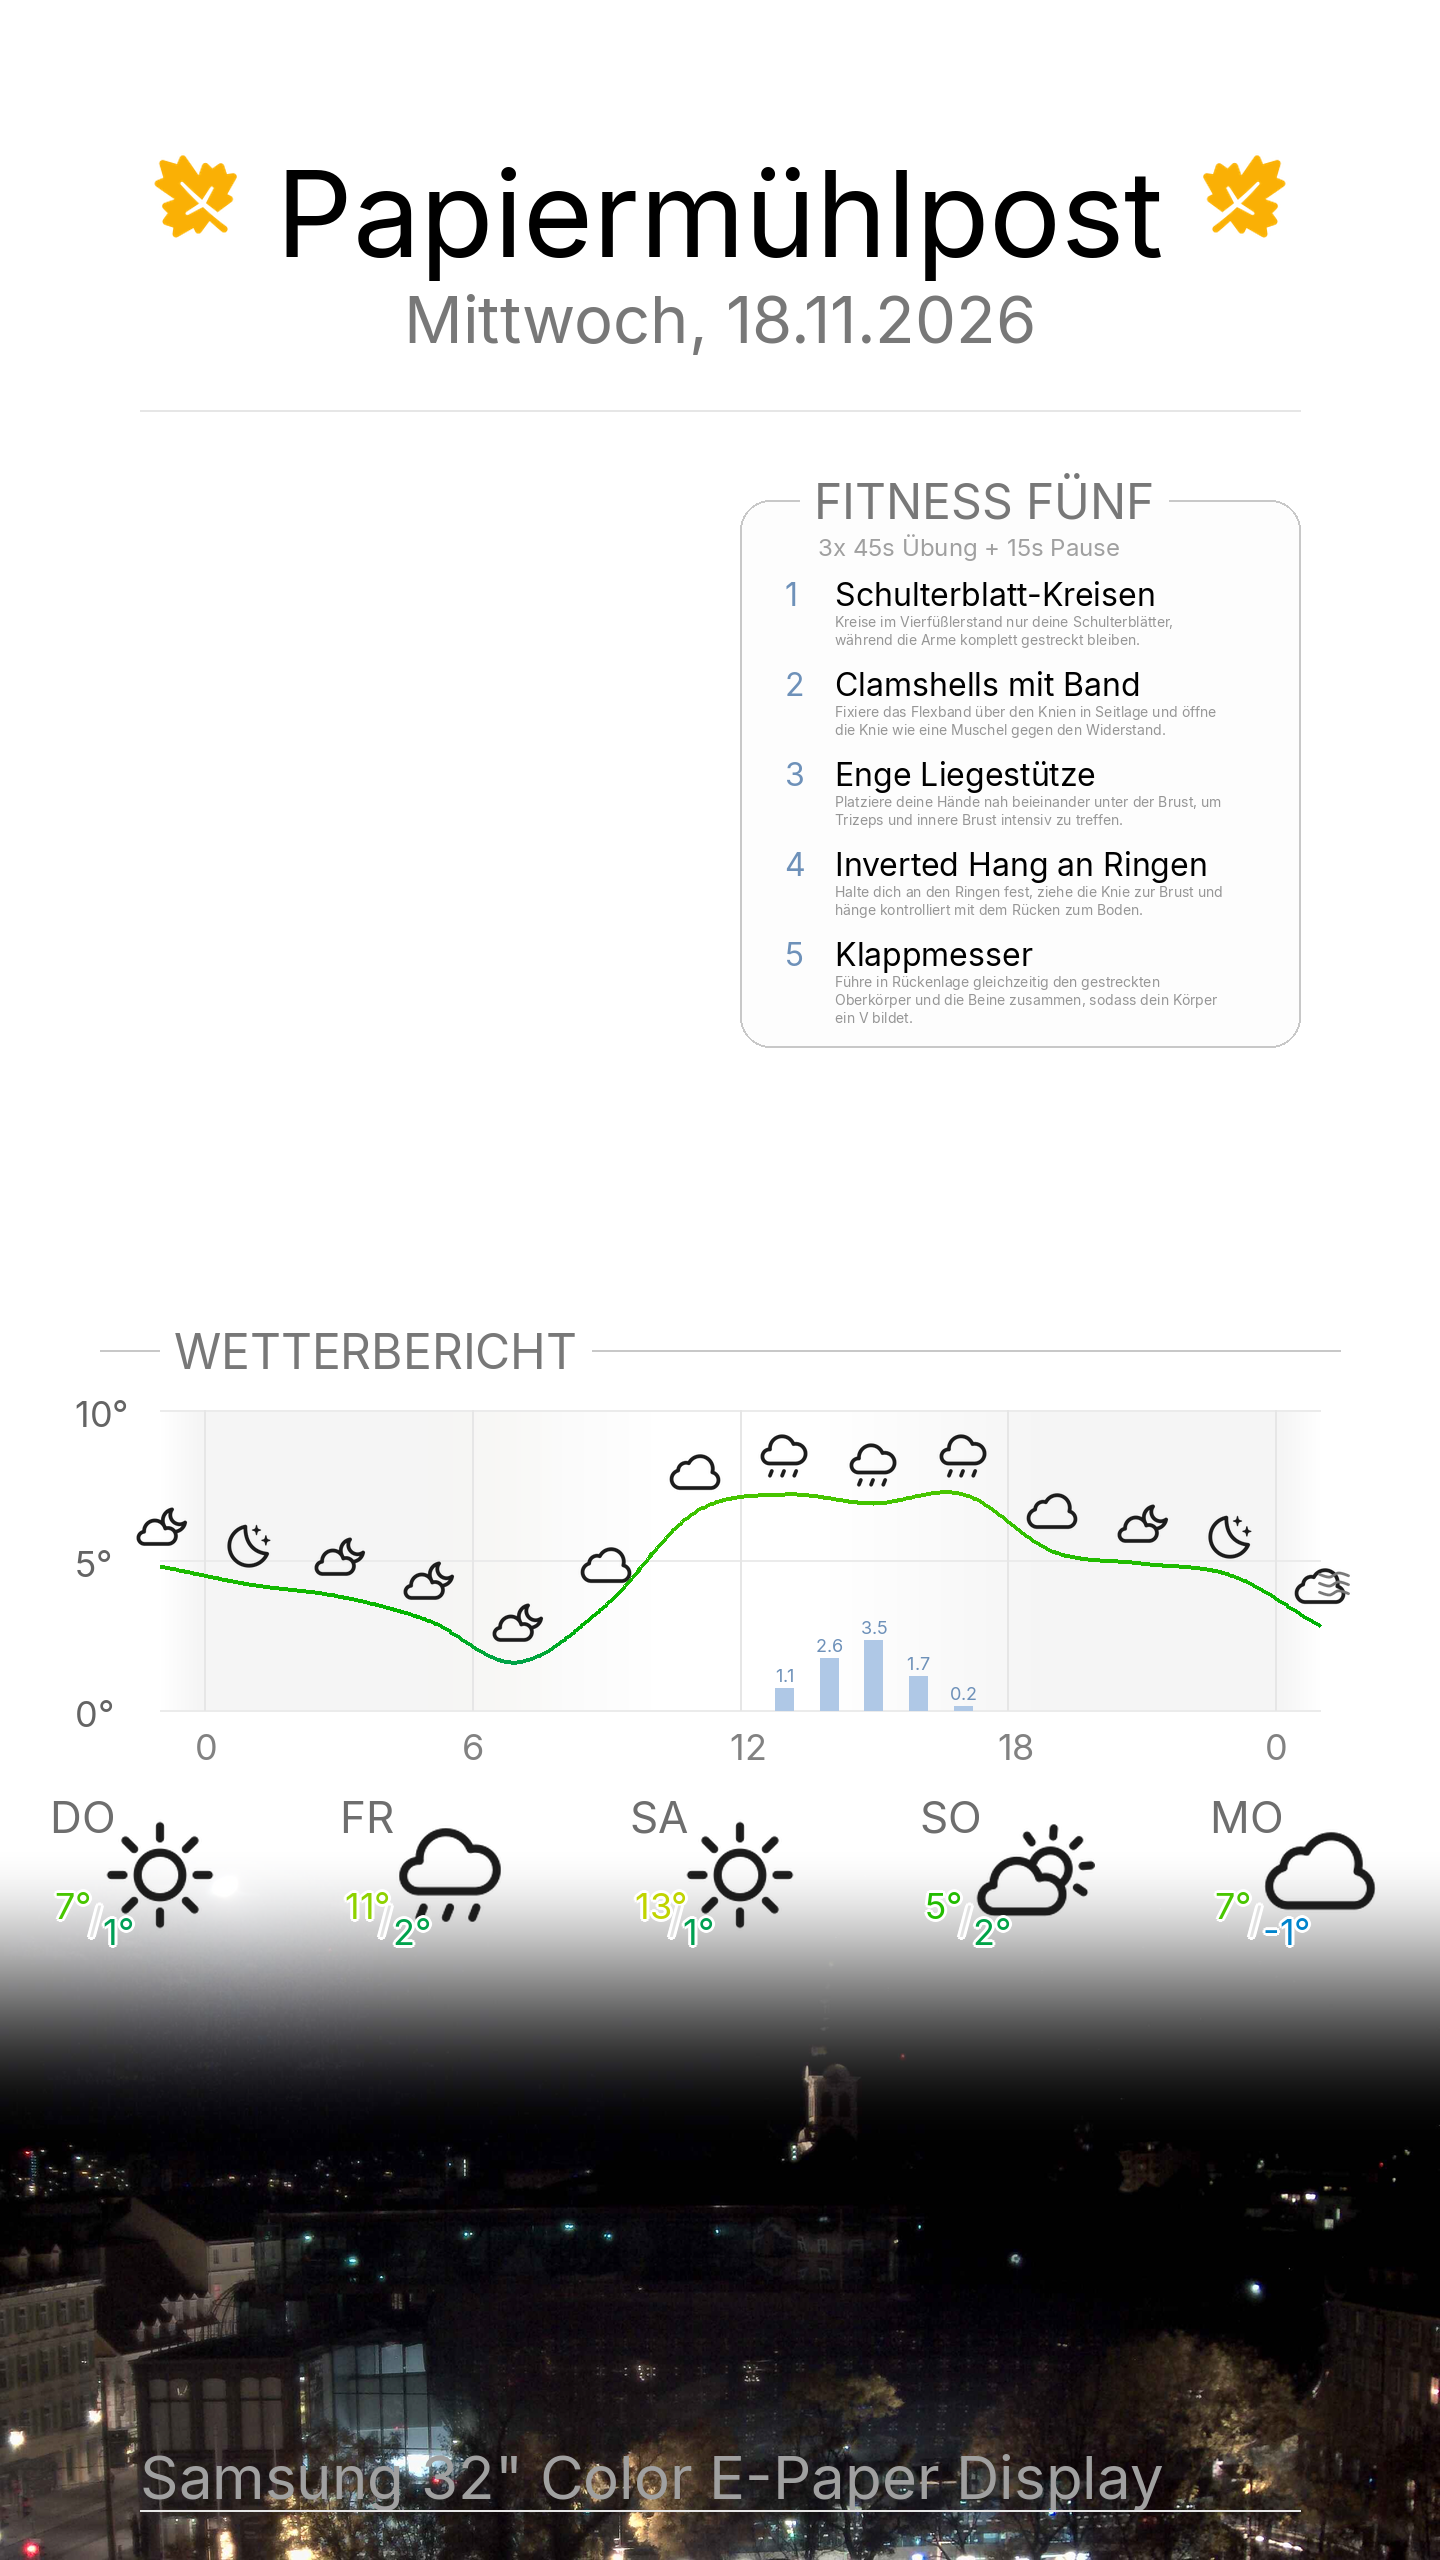 Papiermühlpost
Mittwoch, 18.11.2026
FITNESS FÜNF
3x 45s Übung + 15s Pause
1 Schulterblatt-Kreisen
Kreise im Vierfüßlerstand nur deine Schulterblätter,
während die Arme komplett gestreckt bleiben.
2 Clamshells mit Band
Fixiere das Flexband über den Knien in Seitlage und öffne
die Knie wie eine Muschel gegen den Widerstand.
3 Enge Liegestütze
Platziere deine Hände nah beieinander unter der Brust, um
Trizeps und innere Brust intensiv zu treffen.
4 Inverted Hang an Ringen
Halte dich an den Ringen fest, ziehe die Knie zur Brust und
hänge kontrolliert mit dem Rücken zum Boden.
5 Klappmesser
Führe in Rückenlage gleichzeitig den gestreckten
Oberkörper und die Beine zusammen, sodass dein Körper
ein V bildet.
WETTERBERICHT
10°
5°
0°
1.1 2.6 3.5 1.7 0.2
0 6 12 18 0
DO FR SA SO MO
7°/1° 11°/2° 13°/1° 5°/2° 7°/-1°
Samsung 32" Color E-Paper Display